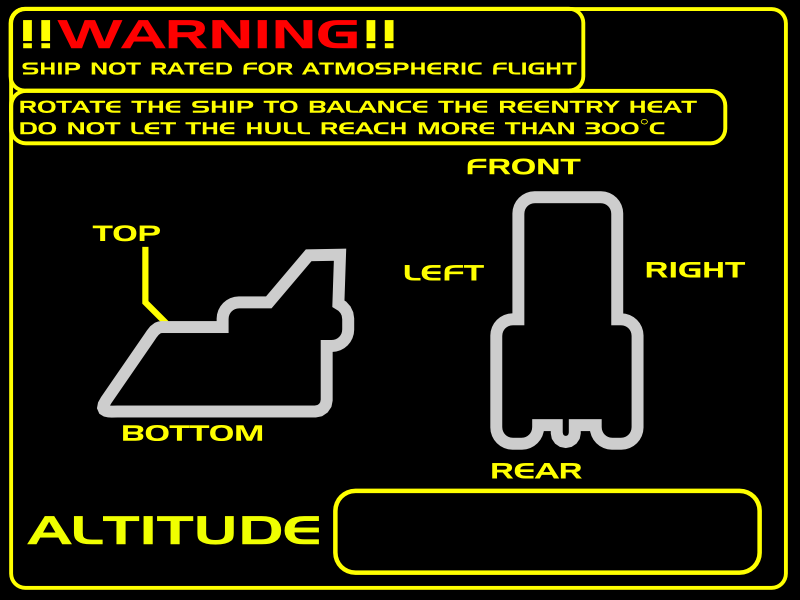 !!WARNING!!
SHIP NOT RATED FOR ATMOSPHERIC FLIGHT
ROTATE THE SHIP TO BALANCE THE REENTRY HEAT
DO NOT LET THE HULL REACH MORE THAN 300°C
FRONT
TOP
LEFT
RIGHT
BOTTOM
REAR
ALTITUDE